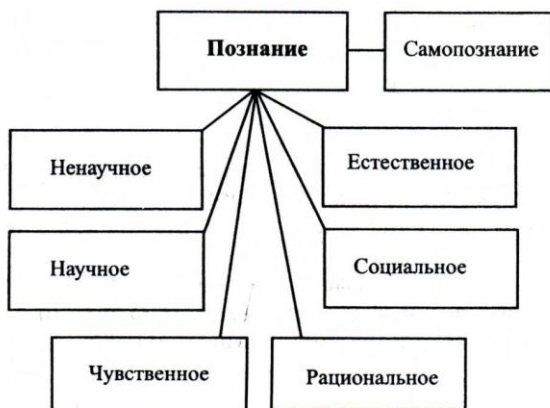 Познание
Самопознание
Ненаучное
Естественное
Научное
Социальное
Чувственное
Рациональное